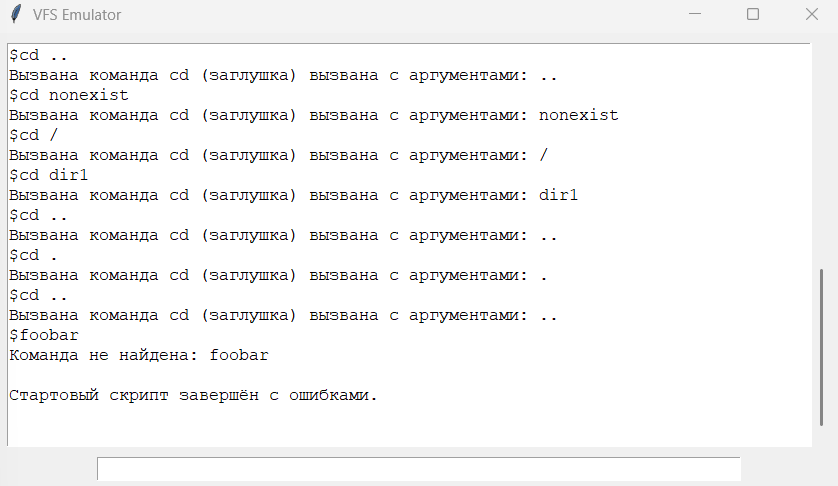 VFS Emulator
$cd ..
Вызвана команда cd (заглушка) вызвана с аргументами: ..
$cd nonexist
Вызвана команда cd (заглушка) вызвана с аргументами: nonexist
$cd /
Вызвана команда cd (заглушка) вызвана с аргументами: /
$cd dir1
Вызвана команда cd (заглушка) вызвана с аргументами: dir1
$cd ..
Вызвана команда cd (заглушка) вызвана с аргументами: ..
$cd .
Вызвана команда cd (заглушка) вызвана с аргументами: .
$cd ..
Вызвана команда cd (заглушка) вызвана с аргументами: ..
$foobar
Команда не найдена: foobar
Стартовый скрипт завершён с ошибками.